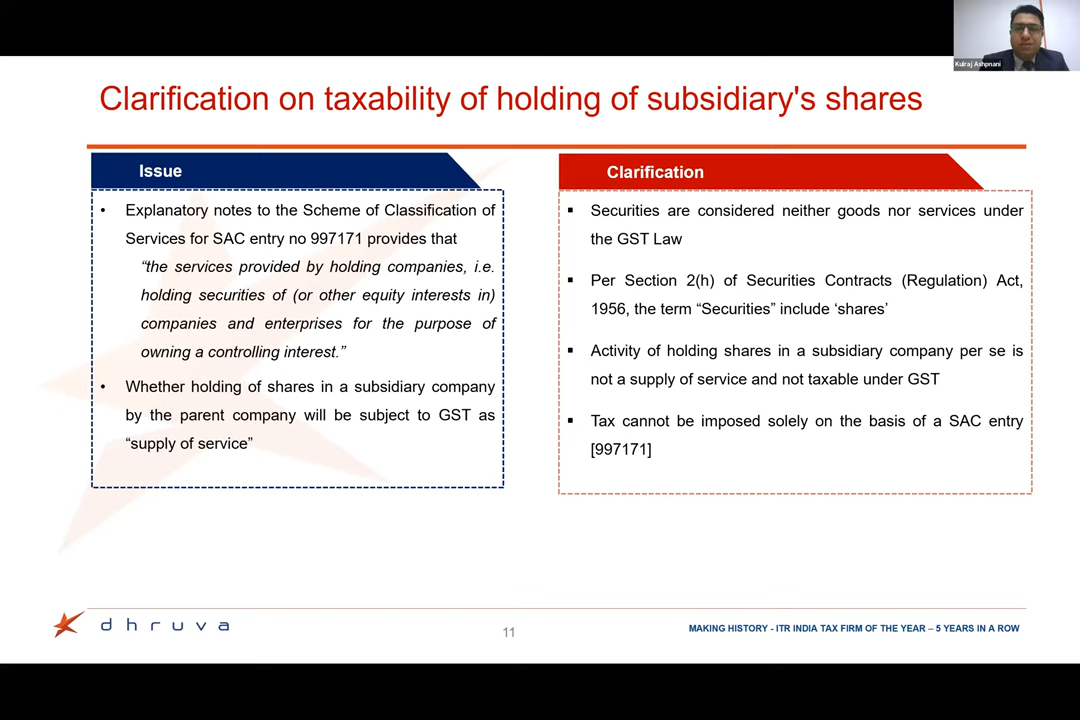 Kulraj Ashpnani
Clarification on taxability of holding of subsidiary's shares
Issue
• Explanatory notes to the Scheme of Classification of
Services for SAC entry no 997171 provides that
“the services provided by holding companies, i.e.
holding securities of (or other equity interests in)
companies and enterprises for the purpose of
owning a controlling interest.”
• Whether holding of shares in a subsidiary company
by the parent company will be subject to GST as
“supply of service”
Clarification
▪ Securities are considered neither goods nor services under
the GST Law
▪ Per Section 2(h) of Securities Contracts (Regulation) Act,
1956, the term “Securities” include ‘shares’
▪ Activity of holding shares in a subsidiary company per se is
not a supply of service and not taxable under GST
▪ Tax cannot be imposed solely on the basis of a SAC entry
[997171]
dhruva
11
MAKING HISTORY - ITR INDIA TAX FIRM OF THE YEAR – 5 YEARS IN A ROW